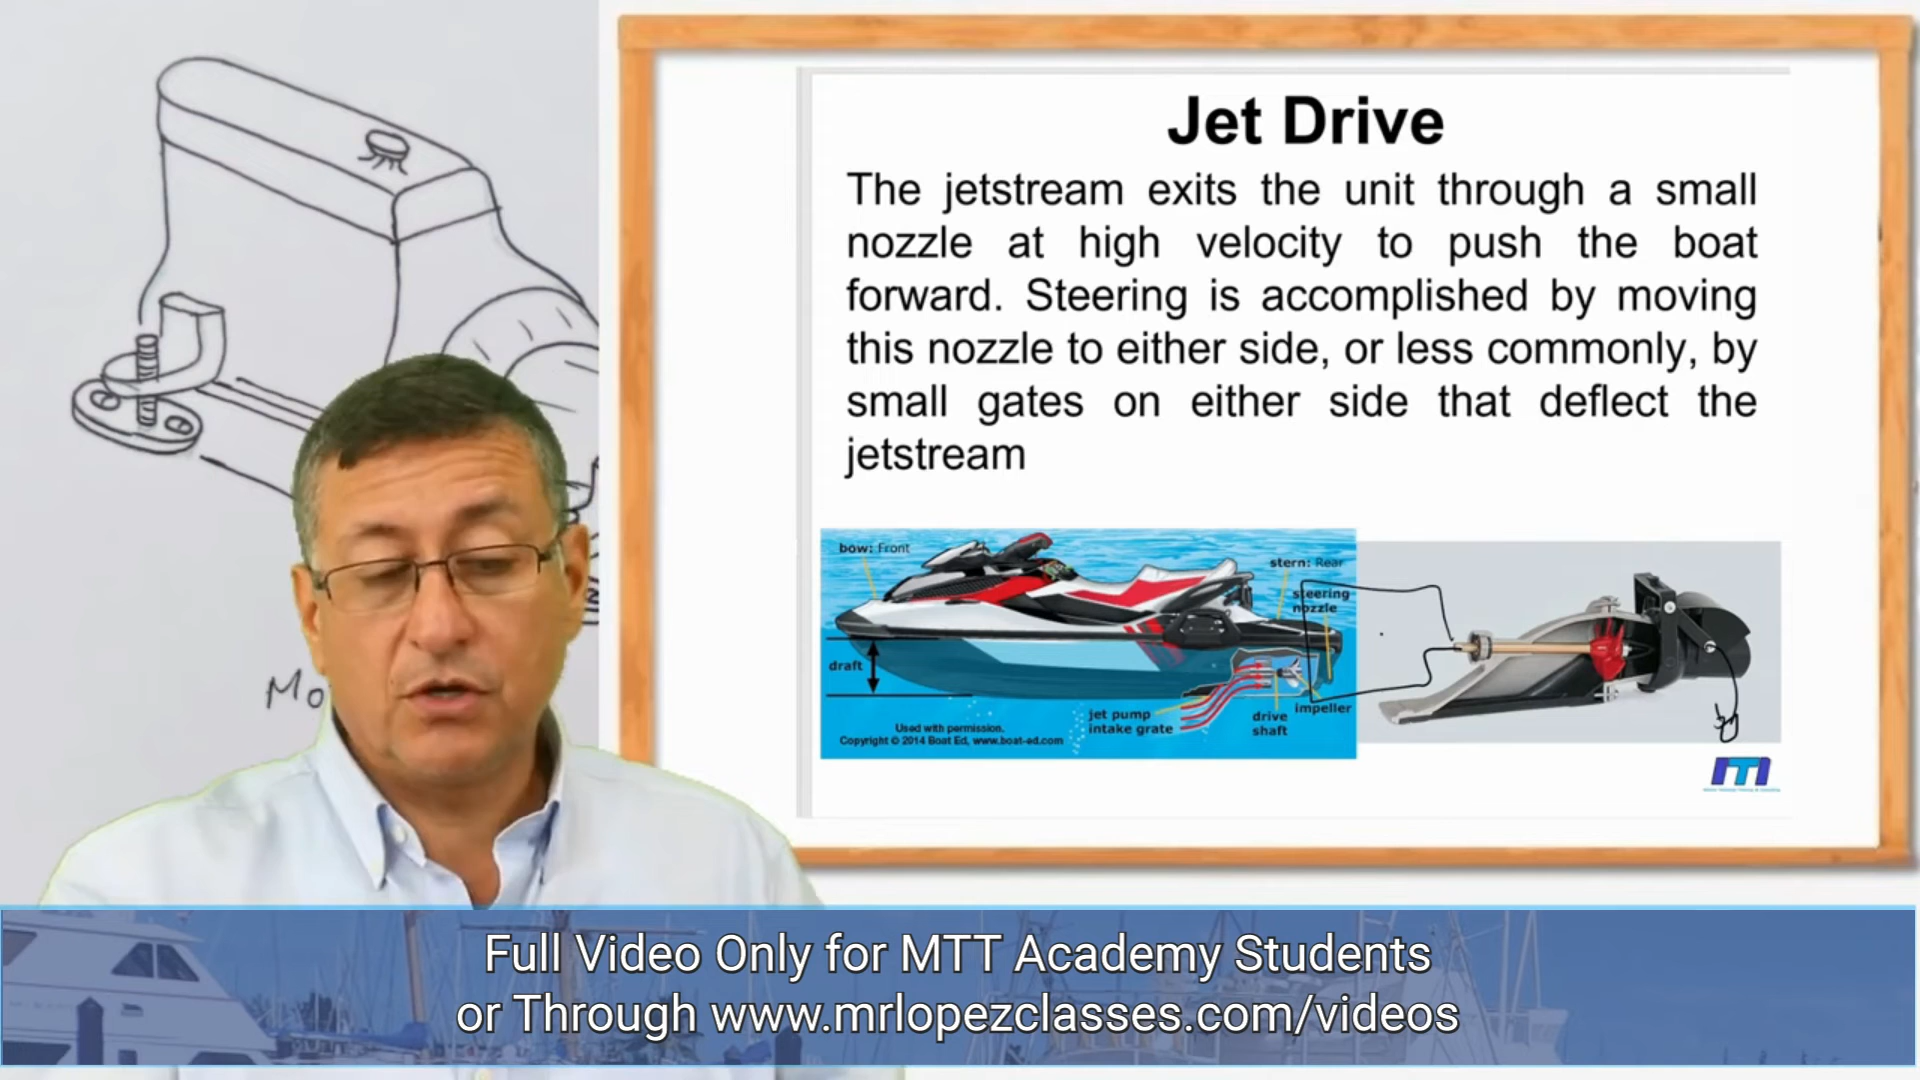 Jet Drive
The jetstream exits the unit through a small
nozzle at high velocity to push the boat
forward. Steering is accomplished by moving
this nozzle to either side, or less commonly, by
small gates on either side that deflect the
jetstream
bow: Front
stern: Rear
steering
nozzle
draft
jet pump
intake grate
drive
shaft
impeller
Used with permission.
Copyright © 2014 Boat Ed, www.boat-ed.com
Mo
Full Video Only for MTT Academy Students
or Through www.mrlopezclasses.com/videos